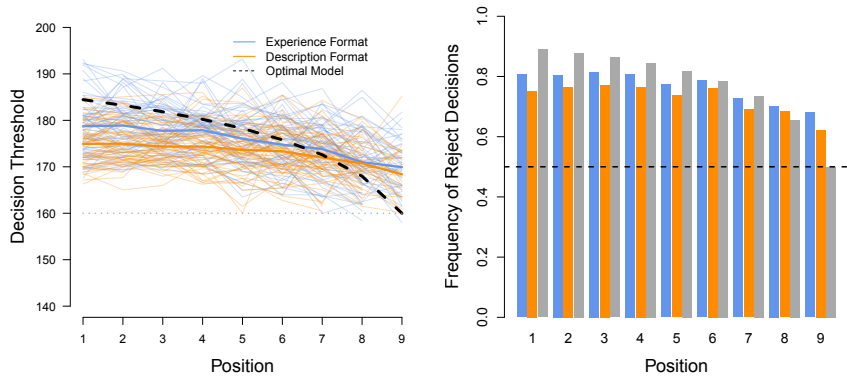 Experience Format
Description Format
Optimal Model
Decision Threshold
200
190
180
170
160
150
140
1 2 3 4 5 6 7 8 9
Position
Frequency of Reject Decisions
1.0
0.8
0.6
0.4
0.2
0.0
1 2 3 4 5 6 7 8 9
Position